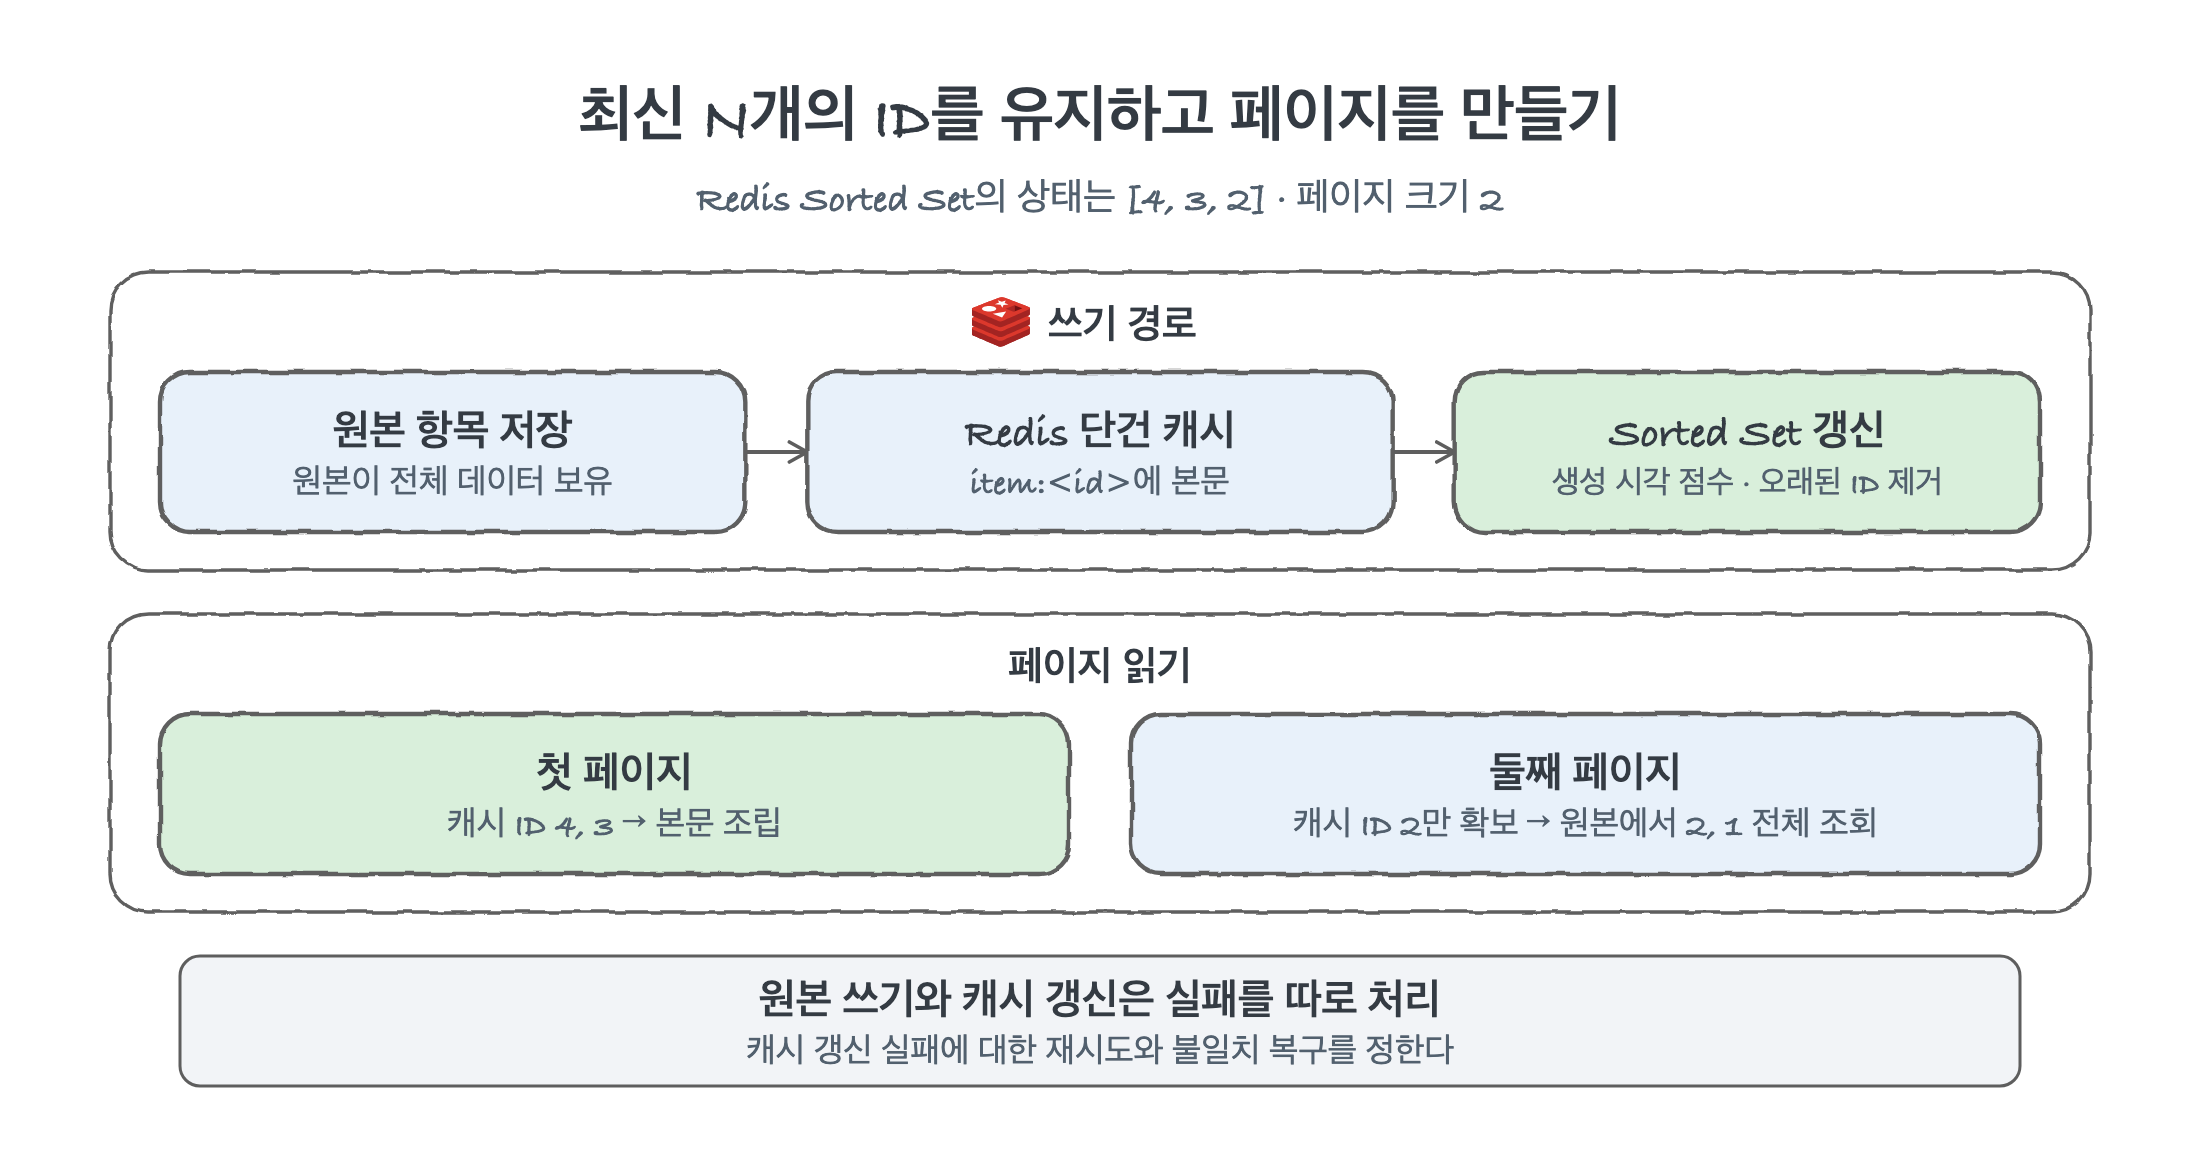 최신 N개의 ID를 유지하고 페이지를 만들기
Redis Sorted Set의 상태는 [4, 3, 2] · 페이지 크기 2
쓰기 경로
원본 항목 저장
원본이 전체 데이터 보유
Redis 단건 캐시
item:<id>에 본문
Sorted Set 갱신
생성 시각 점수 · 오래된 ID 제거
페이지 읽기
첫 페이지
캐시 ID 4, 3 → 본문 조립
둘째 페이지
캐시 ID 2만 확보 → 원본에서 2, 1 전체 조회
원본 쓰기와 캐시 갱신은 실패를 따로 처리
캐시 갱신 실패에 대한 재시도와 불일치 복구를 정한다